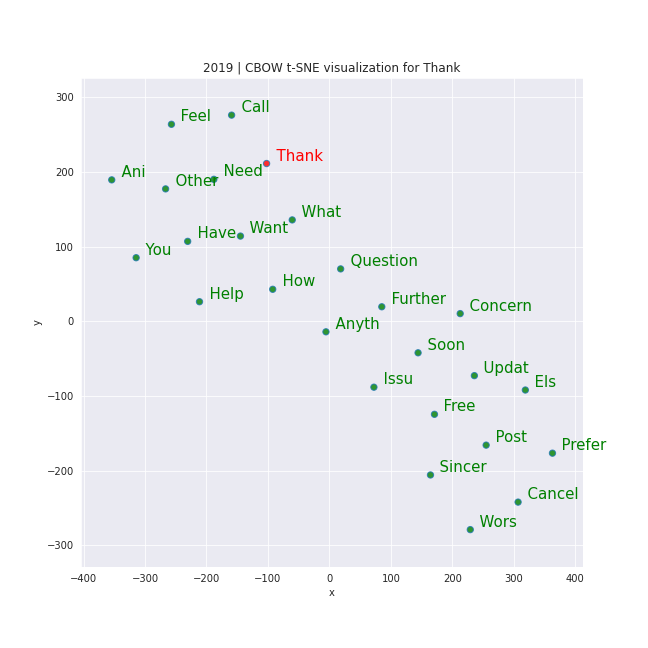 2019 | CBOW t-SNE visualization for Thank
300
200
100
0
−100
−200
−300
y
Call
Feel
Thank
Ani
Need
Other
What
Have
Want
You
Question
How
Help
Further
Concern
Anyth
Soon
Updat
Issu
Els
Free
Post
Prefer
Sincer
Cancel
Wors
−400
−300
−200
−100
0
100
200
300
400
x